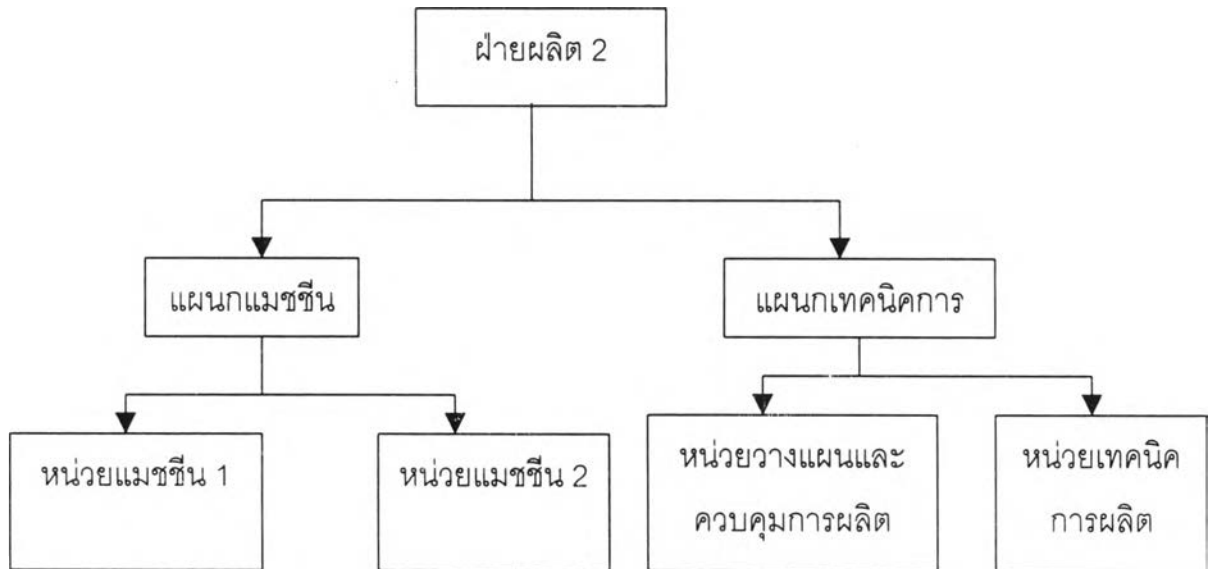 ฝ่ายผลิต 2
แผนกแมชชีน
แผนกเทคนิคการ
หน่วยแมชชีน 1
หน่วยแมชชีน 2
หน่วยวางแผนและ
ควบคุมการผลิต
หน่วยเทคนิค
การผลิต